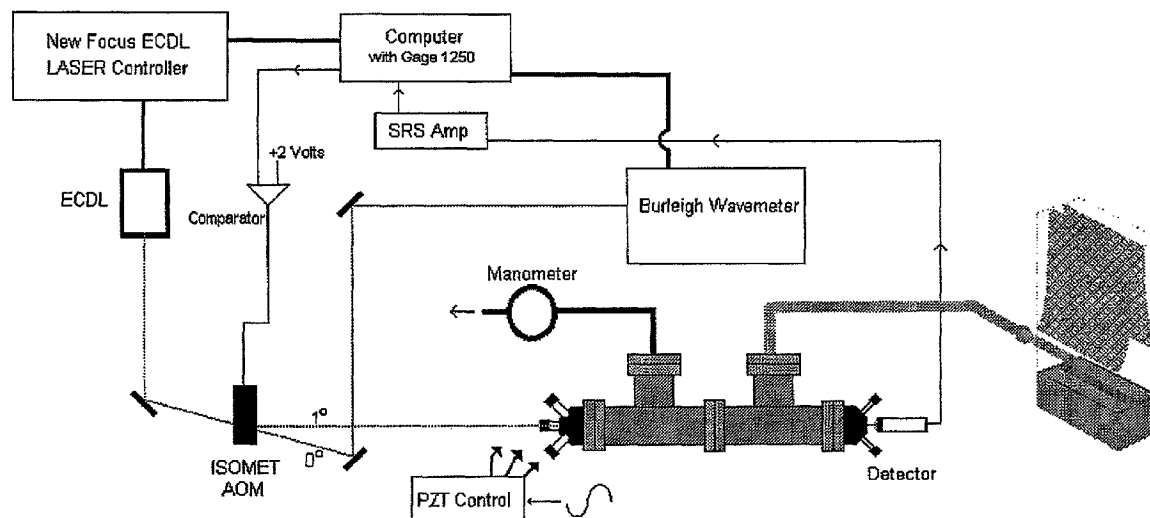 New Focus ECDL
LASER Controller
Computer
with Gage 1250
SRS Amp
+2 Volts
ECDL
Comparator
Burleigh Wavemeter
Manometer
1°
0°
ISOMET
AOM
PZT Control
Detector